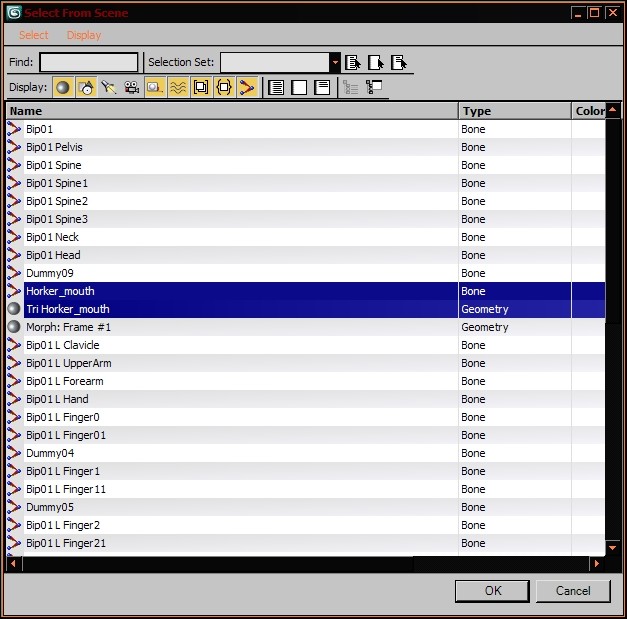 Select From Scene
Select Display
Find: Selection Set:
Display:
Name Type Color
Bip01 Bone
Bip01 Pelvis Bone
Bip01 Spine Bone
Bip01 Spine1 Bone
Bip01 Spine2 Bone
Bip01 Spine3 Bone
Bip01 Neck Bone
Bip01 Head Bone
Dummy09 Bone
Horker_mouth Bone
Tri Horker_mouth Geometry
Morph: Frame #1 Geometry
Bip01 L Clavicle Bone
Bip01 L UpperArm Bone
Bip01 L Forearm Bone
Bip01 L Hand Bone
Bip01 L Finger0 Bone
Bip01 L Finger01 Bone
Dummy04 Bone
Bip01 L Finger1 Bone
Bip01 L Finger11 Bone
Dummy05 Bone
Bip01 L Finger2 Bone
Bip01 L Finger21 Bone
OK Cancel